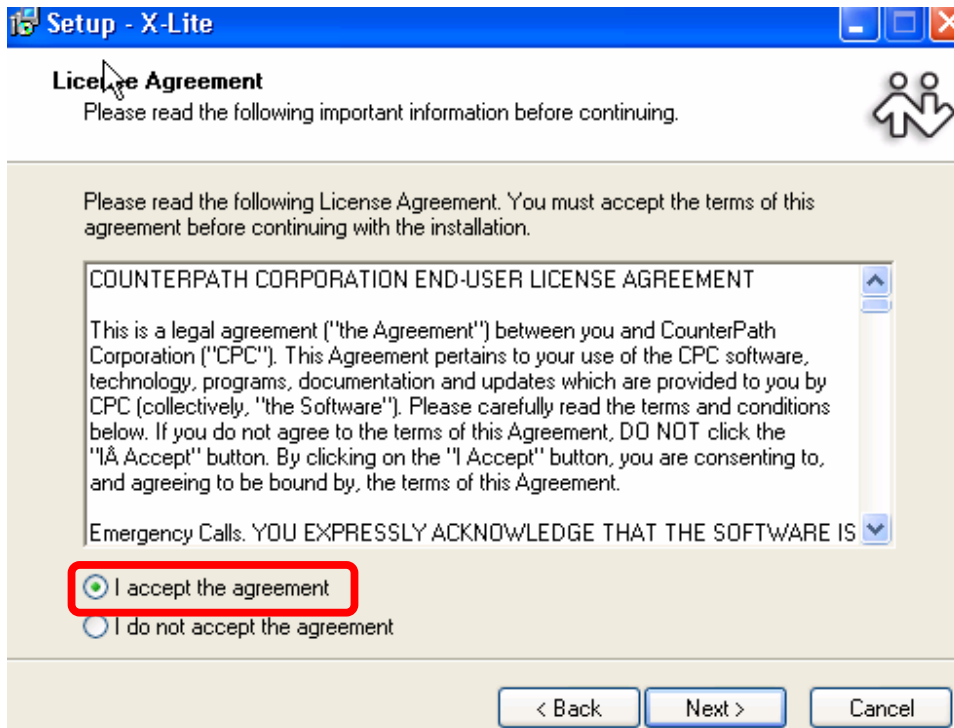 Setup - X-Lite
License Agreement
Please read the following important information before continuing.
Please read the following License Agreement. You must accept the terms of this
agreement before continuing with the installation.
COUNTERPATH CORPORATION END-USER LICENSE AGREEMENT
This is a legal agreement ("the Agreement") between you and CounterPath
Corporation ("CPC"). This Agreement pertains to your use of the CPC software,
technology, programs, documentation and updates which are provided to you by
CPC (collectively, "the Software"). Please carefully read the terms and conditions
below. If you do not agree to the terms of this Agreement, DO NOT click the
"IÂ Accept" button. By clicking on the "I Accept" button, you are consenting to,
and agreeing to be bound by, the terms of this Agreement.
Emergency Calls. YOU EXPRESSLY ACKNOWLEDGE THAT THE SOFTWARE IS
I accept the agreement
I do not accept the agreement
< Back
Next >
Cancel